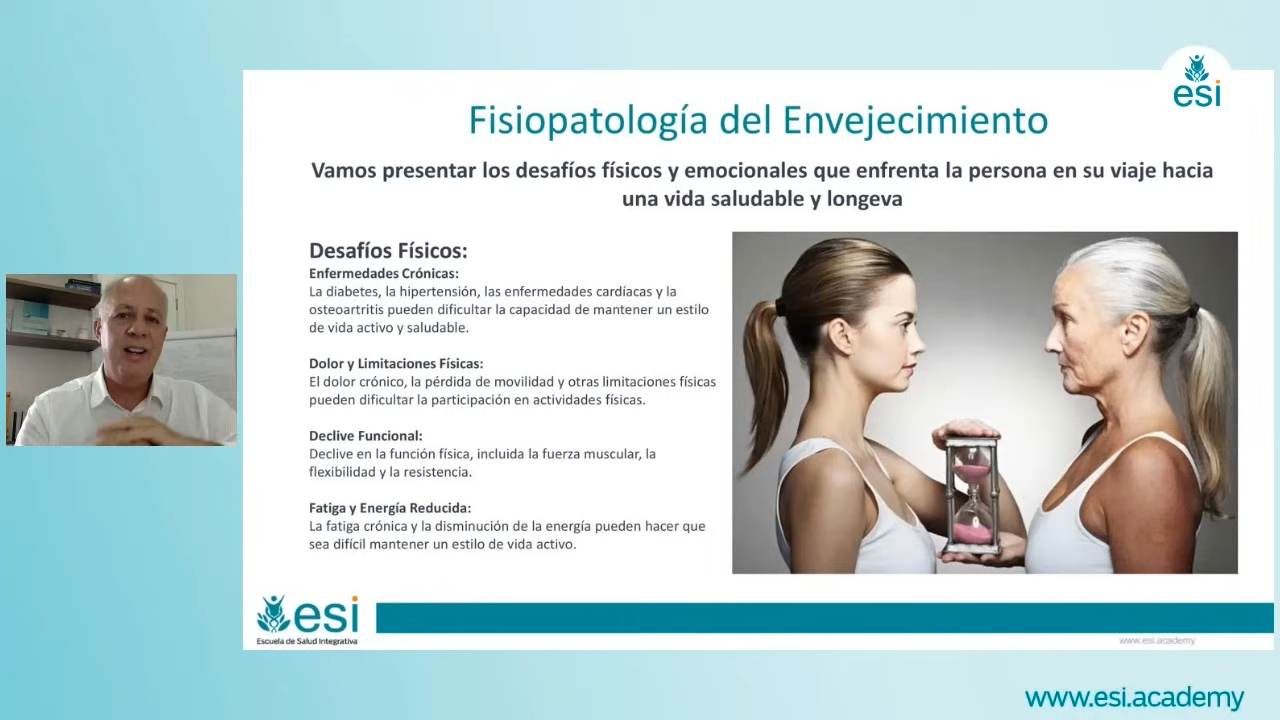 esi
Fisiopatología del Envejecimiento
Vamos presentar los desafíos físicos y emocionales que enfrenta la persona en su viaje hacia
una vida saludable y longeva
Desafíos Físicos:
Enfermedades Crónicas:
La diabetes, la hipertensión, las enfermedades cardíacas y la
osteoartritis pueden dificultar la capacidad de mantener un estilo
de vida activo y saludable.
Dolor y Limitaciones Físicas:
El dolor crónico, la pérdida de movilidad y otras limitaciones físicas
pueden dificultar la participación en actividades físicas.
Declive Funcional:
Declive en la función física, incluida la fuerza muscular, la
flexibilidad y la resistencia.
Fatiga y Energía Reducida:
La fatiga crónica y la disminución de la energía pueden hacer que
sea difícil mantener un estilo de vida activo.
esi
Escuela de Salud Integrativa
www.esi.academy
www.esi.academy